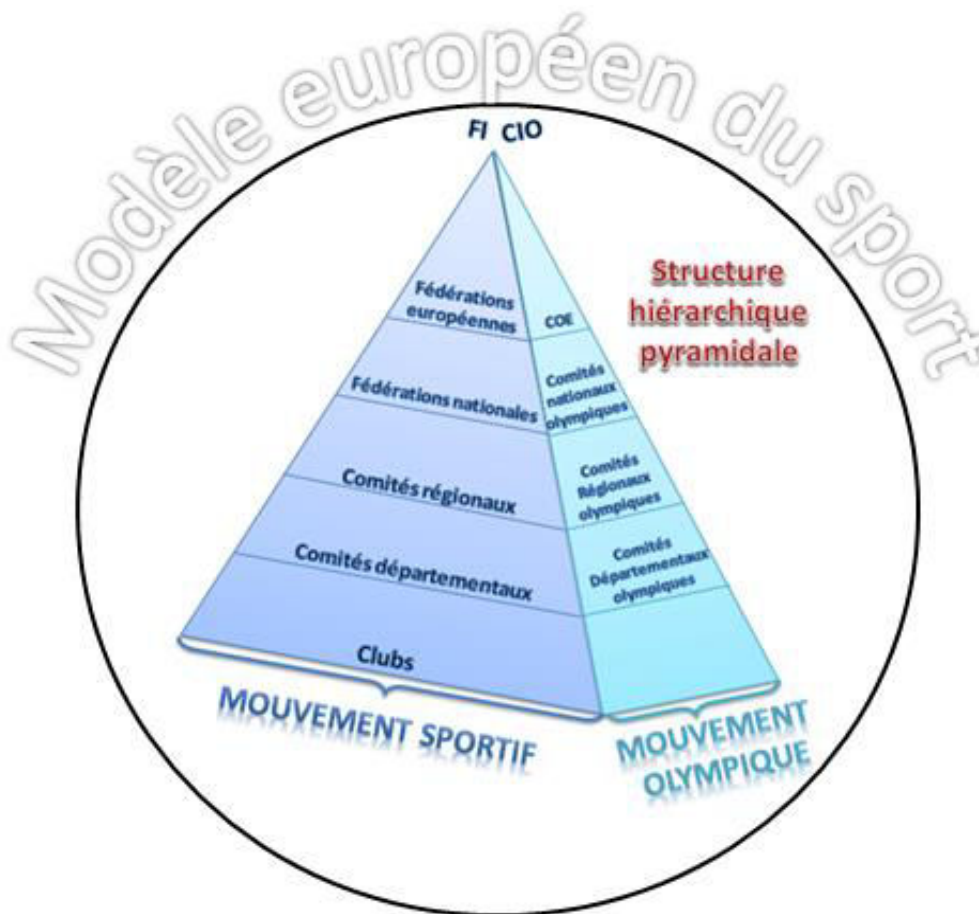 Modèle européen du sport
FI CIO
Structure
hiérarchique
pyramidale
Fédérations
européennes
COE
Fédérations nationales
Comités
nationaux
olympiques
Comités régionaux
Comités
Régionaux
olympiques
Comités départementaux
Comités
Départementaux
olympiques
Clubs
MOUVEMENT SPORTIF
MOUVEMENT
OLYMPIQUE